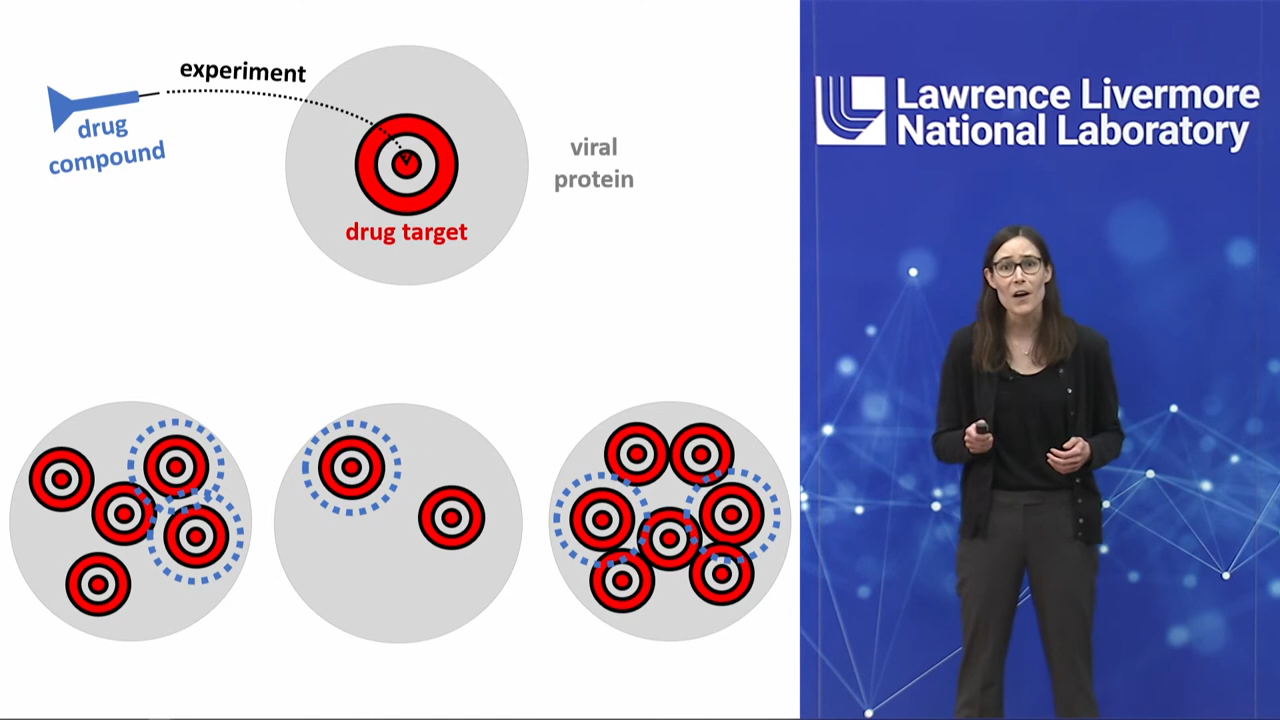 experiment
drug
compound
viral
protein
drug target
Lawrence Livermore
National Laboratory